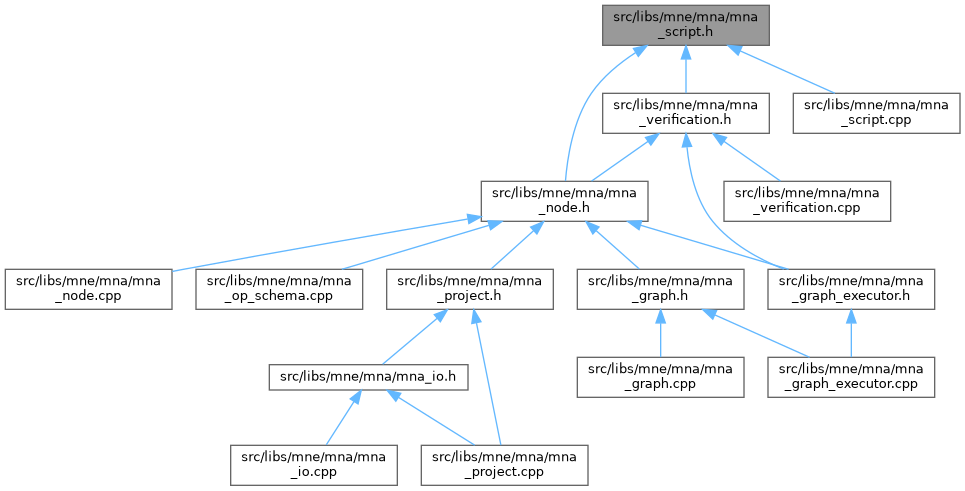 src/libs/mne/mna/mna
_script.h
src/libs/mne/mna/mna
_verification.h
src/libs/mne/mna/mna
_script.cpp
src/libs/mne/mna/mna
_node.h
src/libs/mne/mna/mna
_verification.cpp
src/libs/mne/mna/mna
_node.cpp
src/libs/mne/mna/mna
_op_schema.cpp
src/libs/mne/mna/mna
_project.h
src/libs/mne/mna/mna
_graph.h
src/libs/mne/mna/mna
_graph_executor.h
src/libs/mne/mna/mna_io.h
src/libs/mne/mna/mna
_graph.cpp
src/libs/mne/mna/mna
_graph_executor.cpp
src/libs/mne/mna/mna
_io.cpp
src/libs/mne/mna/mna
_project.cpp